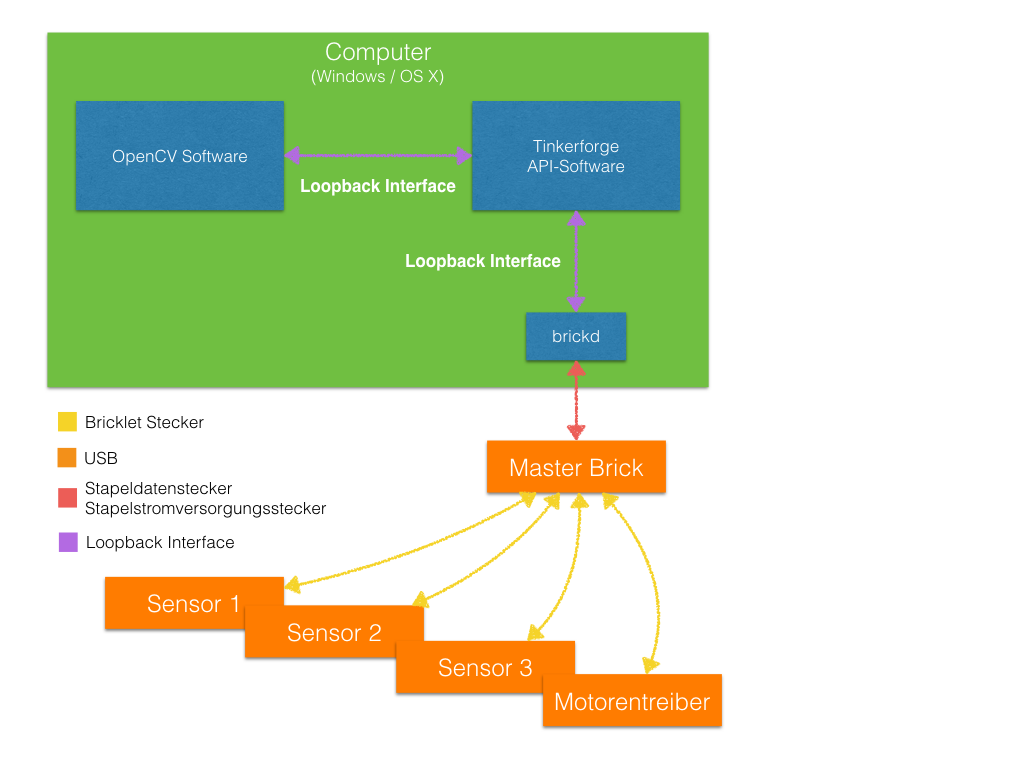 Computer
(Windows / OS X)
OpenCV Software
Tinkerforge
API-Software
Loopback Interface
Loopback Interface
brickd
Bricklet Stecker
USB
Stapeldatenstecker
Stapelstromversorgungsstecker
Loopback Interface
Master Brick
Sensor 1
Sensor 2
Sensor 3
Motorentreiber